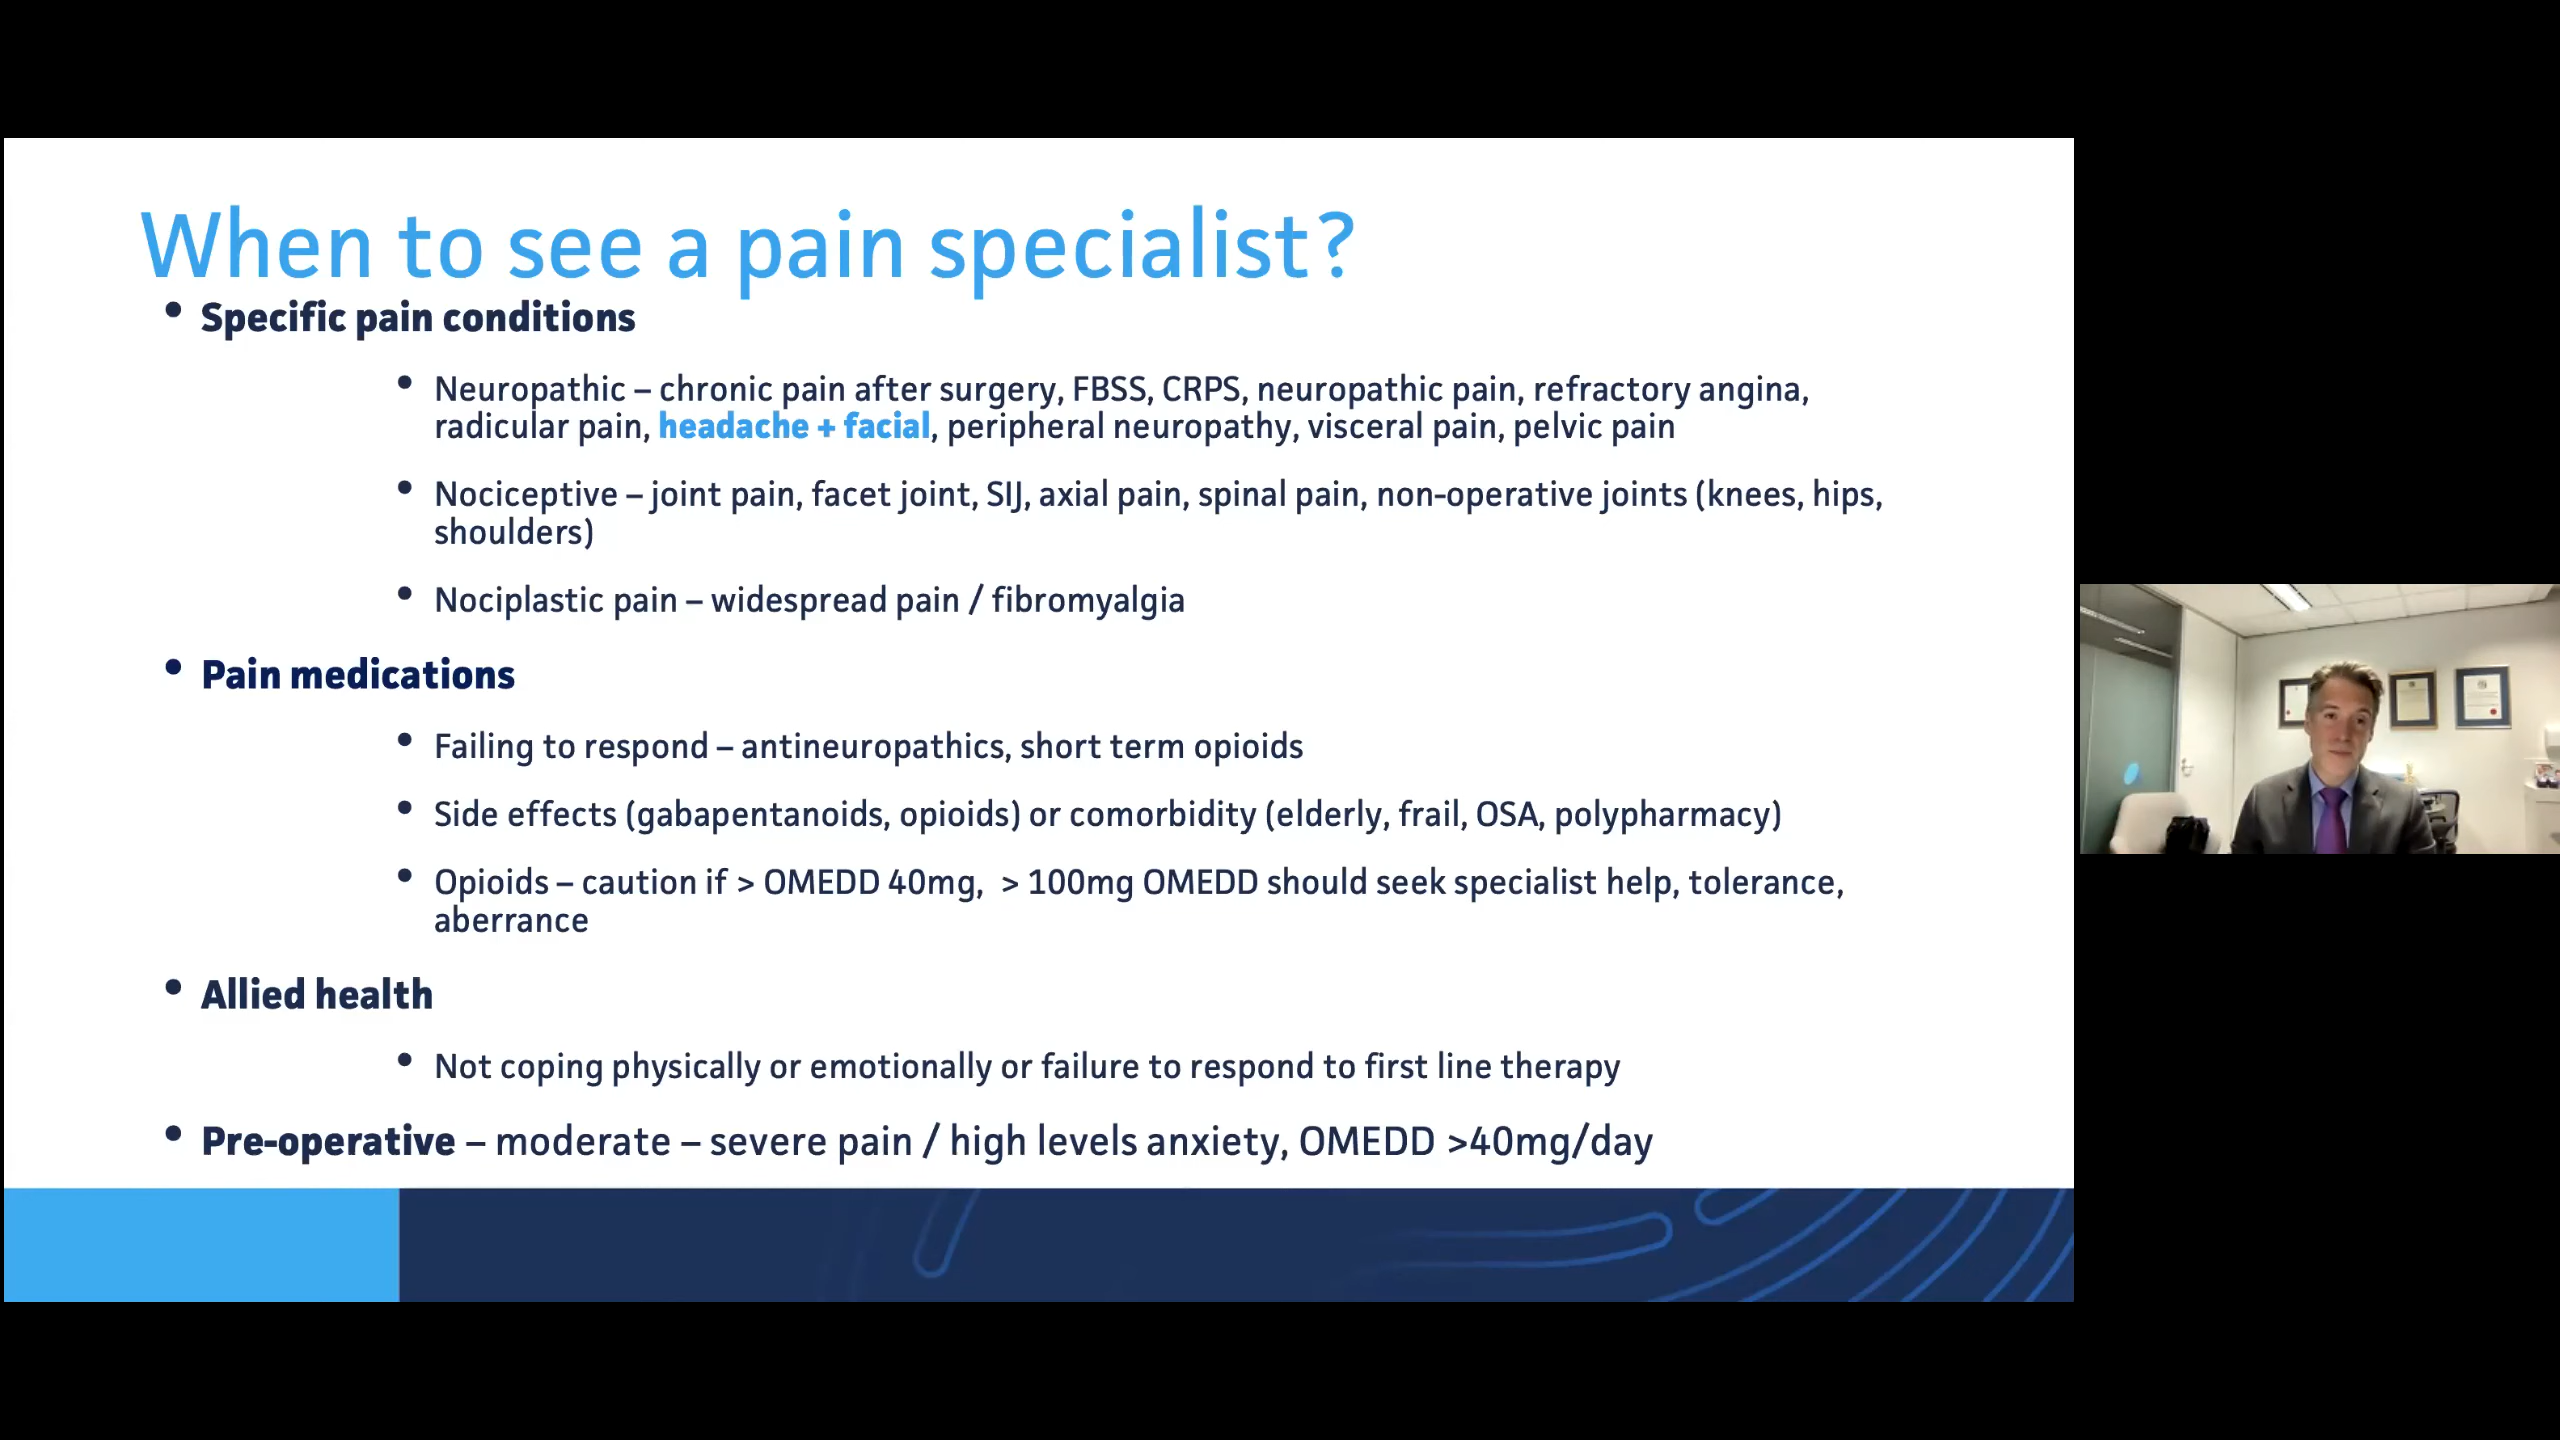 When to see a pain specialist?
• Specific pain conditions
• Neuropathic – chronic pain after surgery, FBSS, CRPS, neuropathic pain, refractory angina,
radicular pain, headache + facial, peripheral neuropathy, visceral pain, pelvic pain
• Nociceptive – joint pain, facet joint, SIJ, axial pain, spinal pain, non-operative joints (knees, hips,
shoulders)
• Nociplastic pain – widespread pain / fibromyalgia
• Pain medications
• Failing to respond – antineuropathics, short term opioids
• Side effects (gabapentanoids, opioids) or comorbidity (elderly, frail, OSA, polypharmacy)
• Opioids – caution if > OMEDD 40mg,  > 100mg OMEDD should seek specialist help, tolerance,
aberrance
• Allied health
• Not coping physically or emotionally or failure to respond to first line therapy
• Pre-operative – moderate – severe pain / high levels anxiety, OMEDD >40mg/day